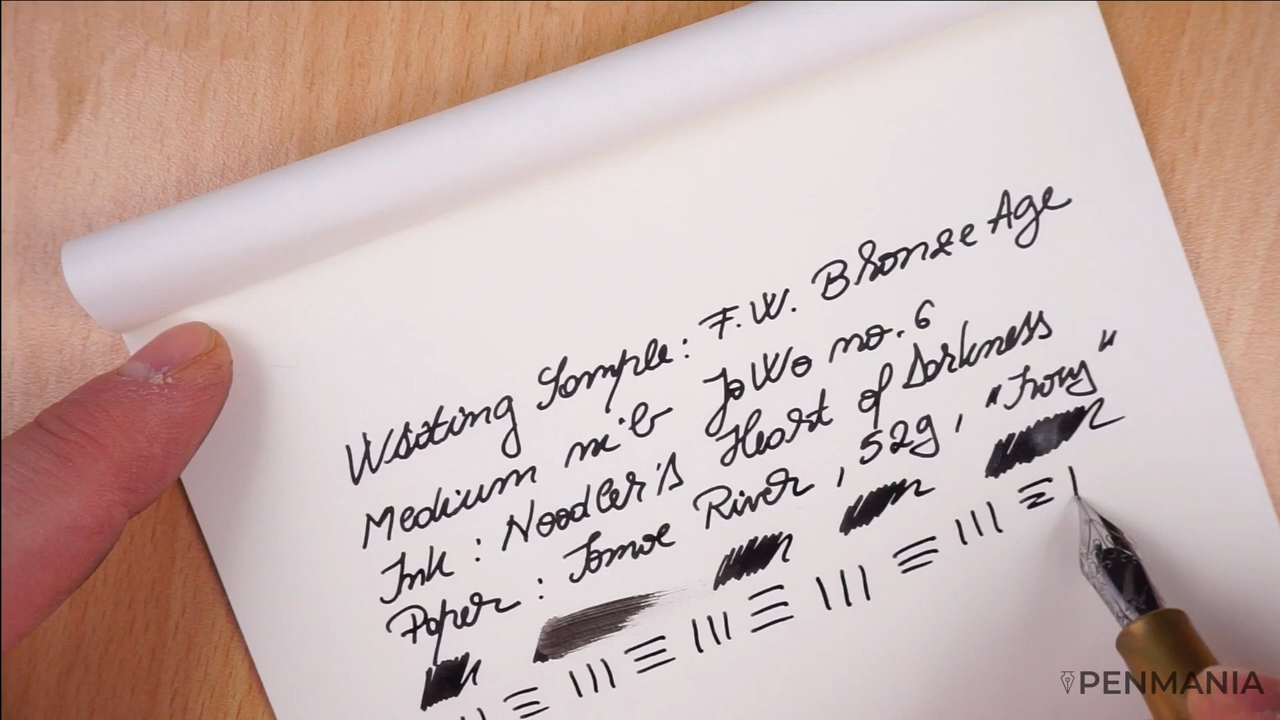 Writing Sample: F.W. Bronze Age
Medium nib JoWo no. 6
Ink: Noodler's Heart of Darkness
Paper: Tomoe River, 52g, "Ivory"
PENMANIA